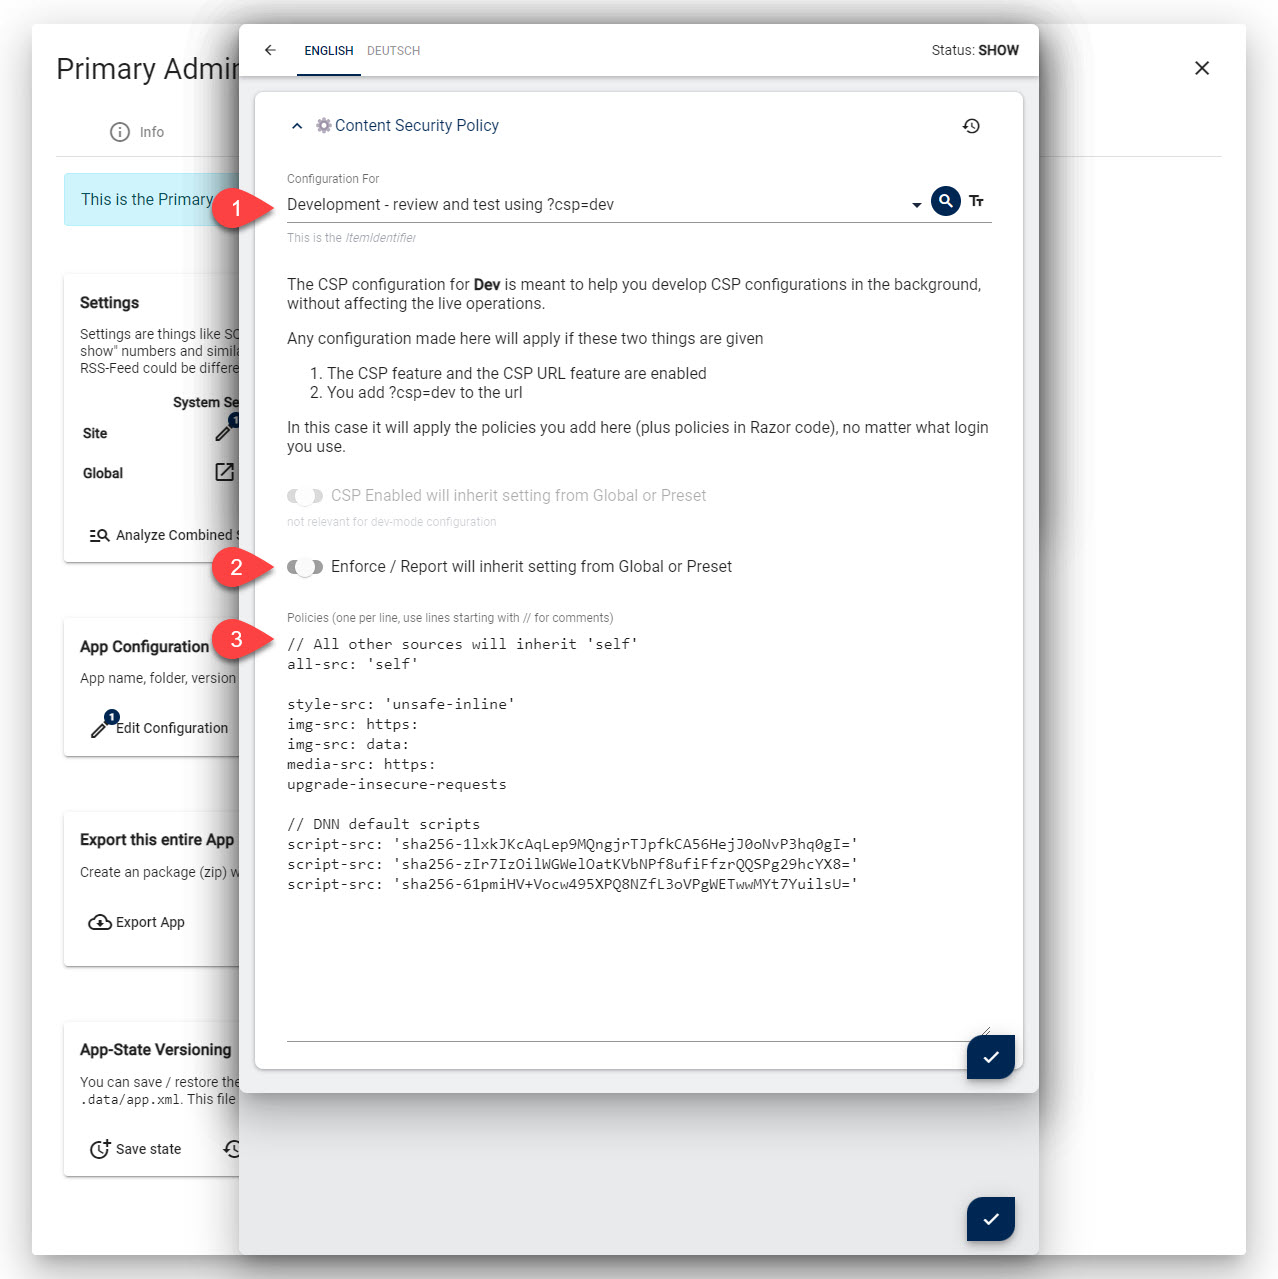 Primary Admin
Info
This is the Primary
Settings
Settings are things like SC
show" numbers and simila
RSS-Feed could be differe
System Se
Site
1
Global
Analyze Combined S
App Configuration
App name, folder, version
1
Edit Configuration
Export this entire App
Create an package (zip) w
Export App
App-State Versioning
You can save / restore the
.data/app.xml. This file
Save state
ENGLISH DEUTSCH
Status: SHOW
Content Security Policy
Configuration For
1
Development - review and test using ?csp=dev
Tт
This is the ItemIdentifier
The CSP configuration for Dev is meant to help you develop CSP configurations in the background,
without affecting the live operations.
Any configuration made here will apply if these two things are given
1. The CSP feature and the CSP URL feature are enabled
2. You add ?csp=dev to the url
In this case it will apply the policies you add here (plus policies in Razor code), no matter what login
you use.
CSP Enabled will inherit setting from Global or Preset
not relevant for dev-mode configuration
2
Enforce / Report will inherit setting from Global or Preset
Policies (one per line, use lines starting with // for comments)
3
// All other sources will inherit 'self'
all-src: 'self'
style-src: 'unsafe-inline'
img-src: https:
img-src: data:
media-src: https:
upgrade-insecure-requests
// DNN default scripts
script-src: 'sha256-1lxkJKcAqLep9MQngjrTJpfkCA56HejJ0oNvP3hq0gI='
script-src: 'sha256-zIr7IzOilWGWelOatKVbNPf8ufiFfzrQQSPg29hcYX8='
script-src: 'sha256-61pmiHV+Vocw495XPQ8NZfL3oVPgWETwwMYt7YuilsU='